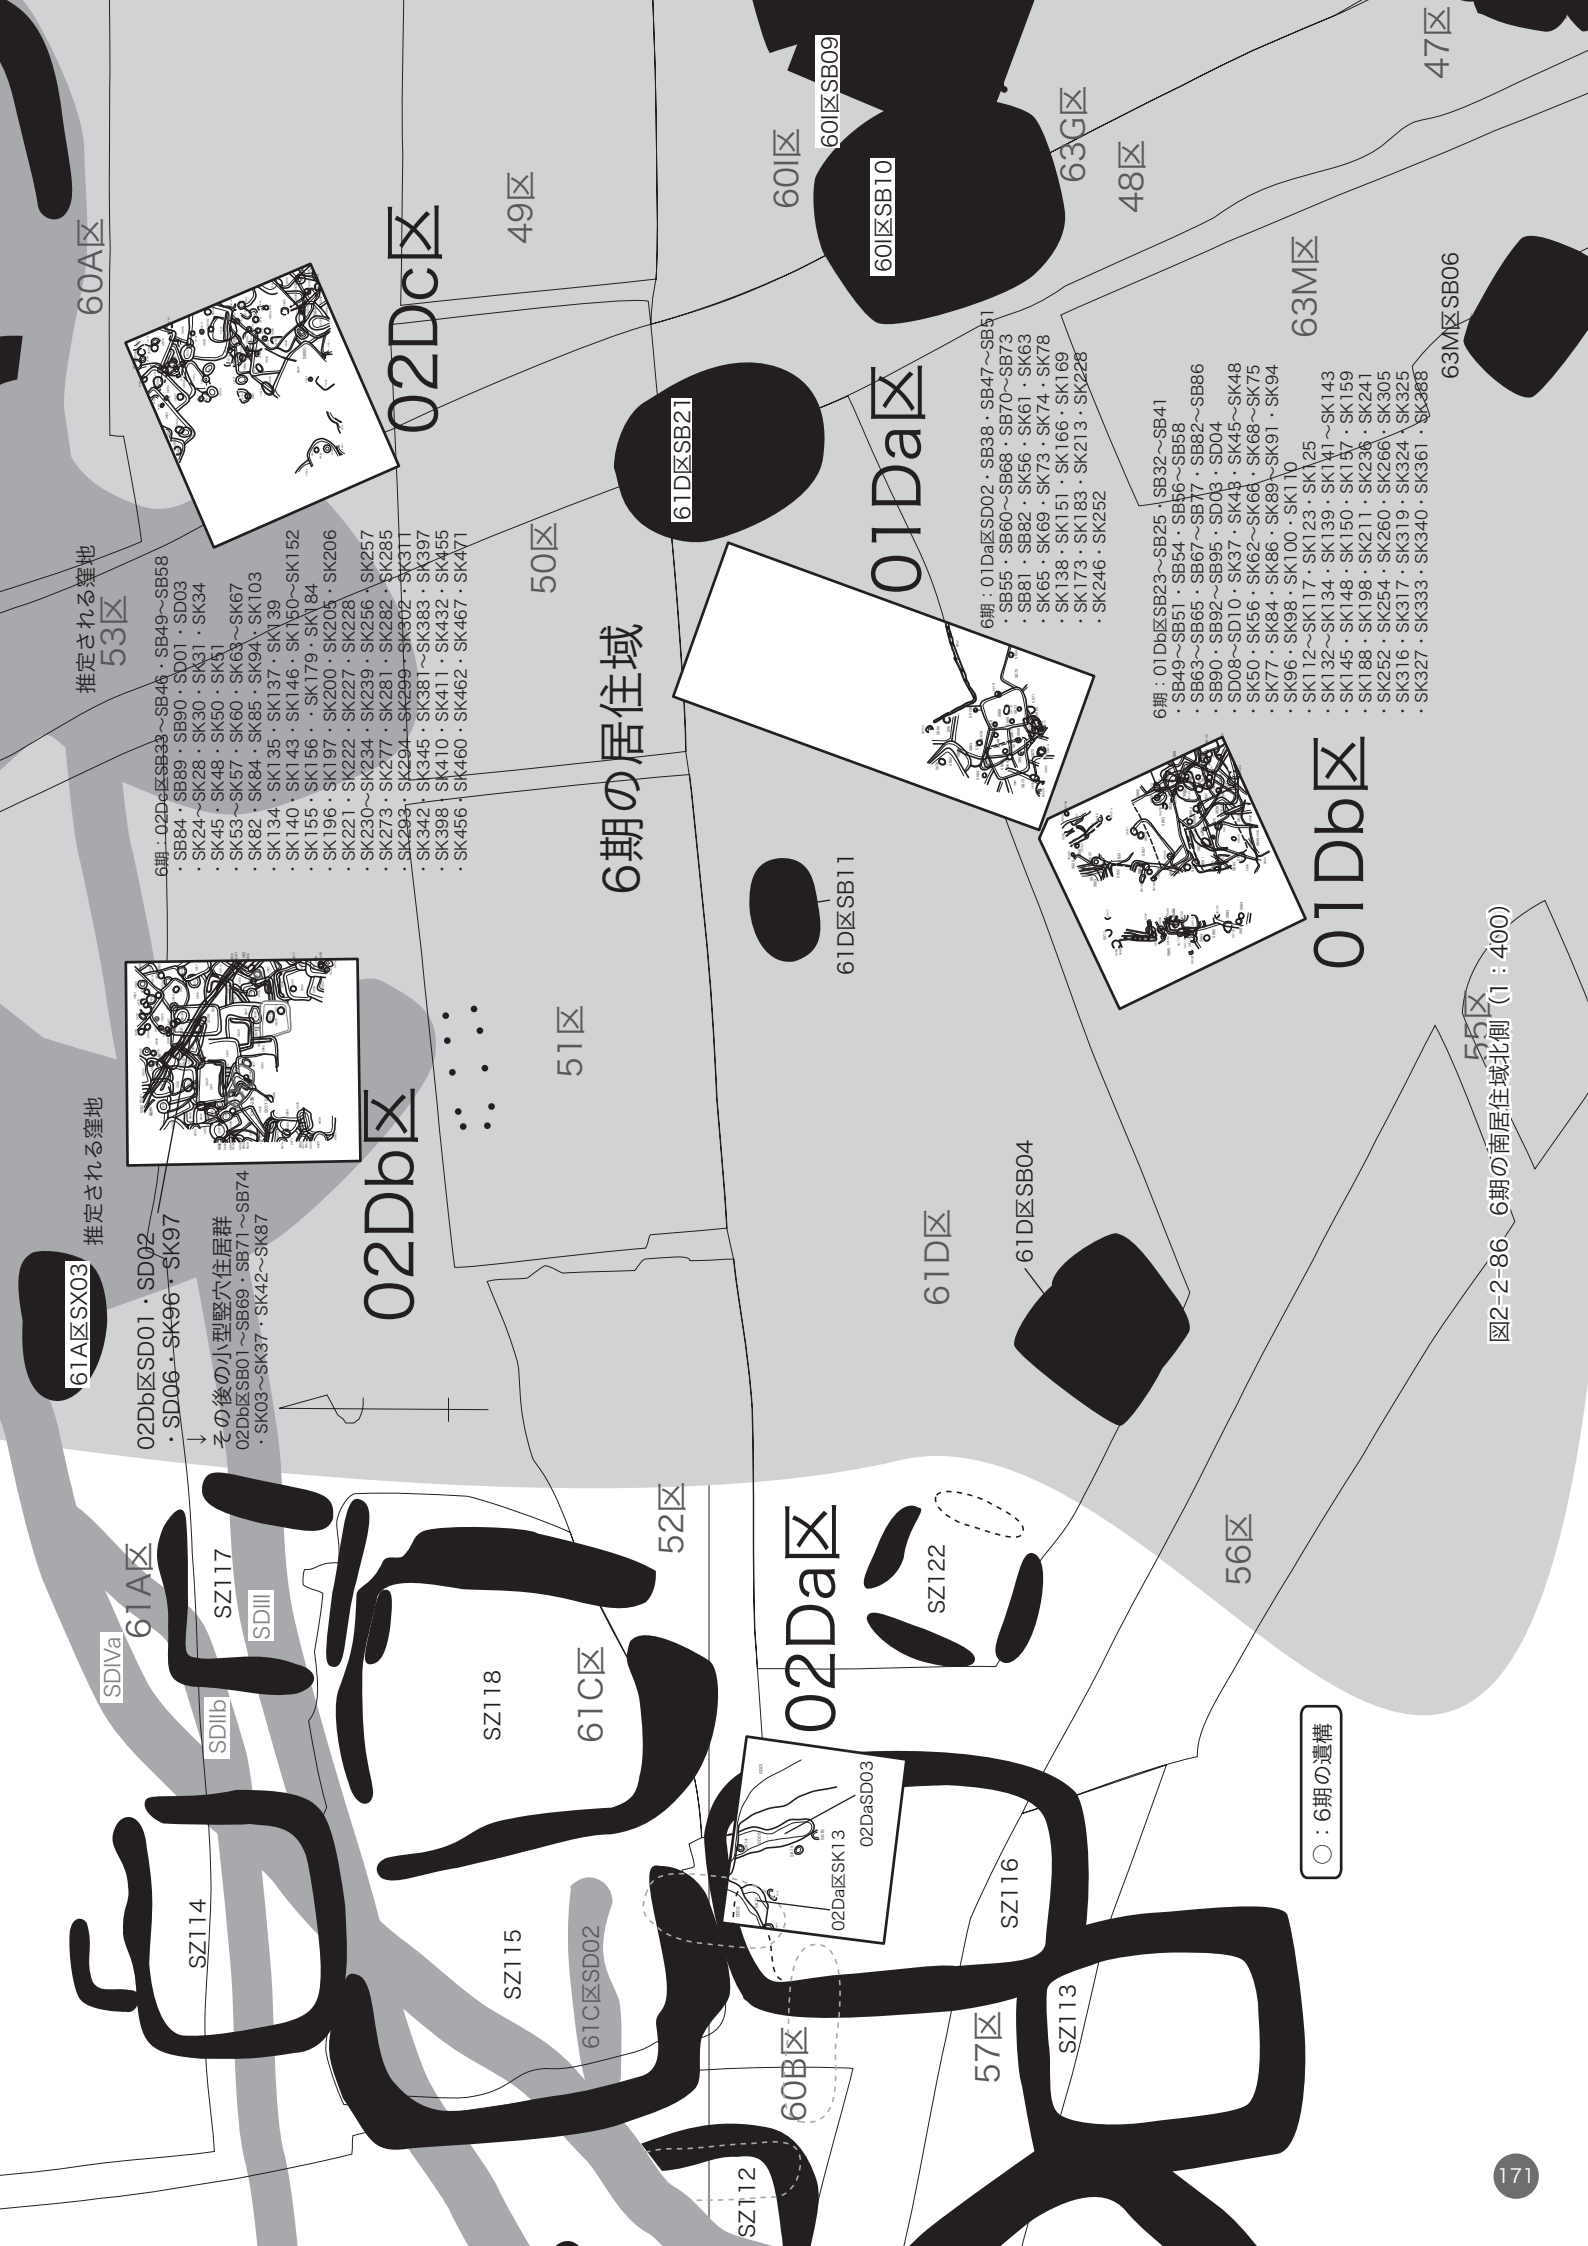 60A区
49区
60I区
60I区SB09
60I区SB10
63G区
48区
47区
63M区
63M区SB06
02Dc区
推定される窪地
53区
6期：02Dc区SB33～SB46・SB49～SB58
・SB84・SB89・SB90・SD01・SD03
・SK24～SK28・SK30・SK31・SK34
・SK45・SK48・SK50・SK51
・SK53～SK57・SK60・SK63～SK67
・SK82・SK84・SK85・SK94・SK103
・SK134・SK135・SK137・SK139
・SK140・SK143・SK146・SK150～SK152
・SK155・SK156・・SK179・SK184
・SK196・SK197・SK200・SK205・SK206
・SK221・SK222・SK227・SK228
・SK230～SK234・SK239・SK256・SK257
・SK273・SK277・SK281・SK282・SK285
・SK293・SK294・SK299・SK302・SK311
・SK342・SK345・SK381～SK383・SK397
・SK398・SK410・SK411・SK432・SK455
・SK456・SK460・SK462・SK467・SK471
50区
61D区SB21
6期の居住域
01Da区
6期：01Da区SD02・SB38・SB47～SB51
・SB55・SB60～SB68・SB70～SB73
・SB81・SB82・SK56・SK61・SK63
・SK65・SK69・SK73・SK74・SK78
・SK138・SK151・SK166・SK169
・SK173・SK183・SK213・SK228
・SK246・SK252
6期：01Db区SB23～SB25・SB32～SB41
・SB49～SB51・SB54・SB56～SB58
・SB63～SB65・SB67～SB77・SB82～SB86
・SB90・SB92～SB95・SD03・SD04
・SD08～SD10・SK37・SK43・SK45～SK48
・SK50・SK56・SK62～SK66・SK68～SK75
・SK77・SK84・SK86・SK89～SK91・SK94
・SK96・SK98・SK100・SK110
・SK112～SK117・SK123・SK125
・SK132～SK134・SK139・SK141～SK143
・SK145・SK148・SK150・SK157・SK159
・SK190・SK198・SK211・SK236・SK241
・SK252・SK254・SK260・SK266・SK305
・SK316・SK317・SK319・SK324・SK325
・SK327・SK333・SK340・SK361・SK388
01Db区
61D区SB11
51区
02Db区
推定される窪地
61A区SX03
02Db区SD01・SD02
・SD06・SK96・SK97
↓
その後の小型竪穴住居群
02Db区SB01～SB69・SB71～SB74
・SK03～SK37・SK42～SK87
61D区
61D区SB04
55区
61A区
SZ117
SDIII
SDIVa
SDIIb
52区
SZ118
61C区
02Da区
SZ122
56区
02DaSD03
02Da区SK13
SZ114
SZ115
61C区SD02
60B区
SZ116
57区
SZ113
SZ112
○：6期の遺構
図2-2-86　6期の南居住域北側（1：400）
171